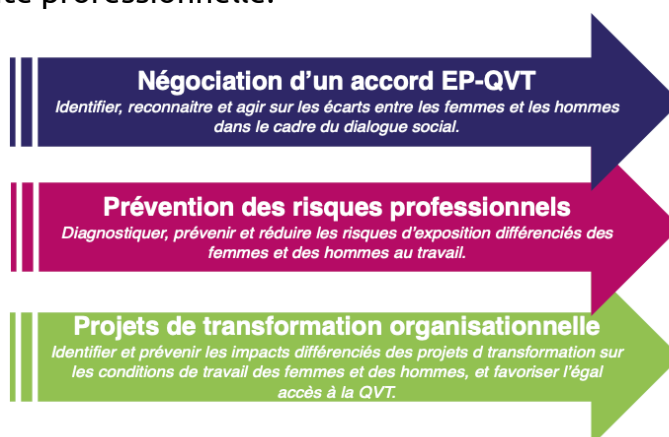 té professionnelle.
Négociation d'un accord EP-QVT
Identifier, reconnaitre et agir sur les écarts entre les femmes et les hommes
dans le cadre du dialogue social.
Prévention des risques professionnels
Diagnostiquer, prévenir et réduire les risques d'exposition différenciés des
femmes et des hommes au travail.
Projets de transformation organisationnelle
Identifier et prévenir les impacts différenciés des projets d transformation sur
les conditions de travail des femmes et des hommes, et favoriser l'égal
accès à la QVT.